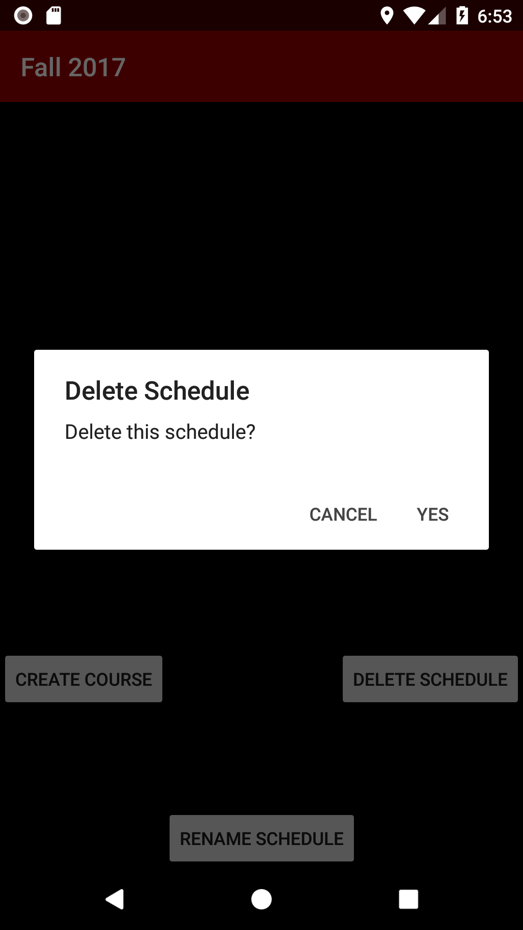 6:53
Fall 2017
Delete Schedule
Delete this schedule?
CANCEL YES
CREATE COURSE DELETE SCHEDULE
RENAME SCHEDULE